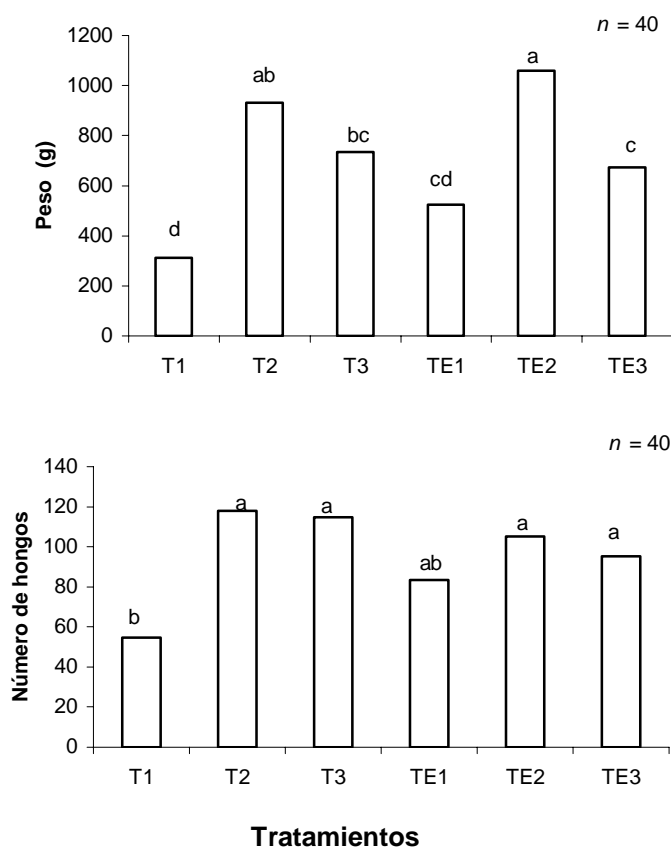 n = 40
Peso (g)
1200
1000
800
600
400
200
0
a
ab
bc
c
cd
d
T1 T2 T3 TE1 TE2 TE3
n = 40
Número de hongos
140
120
100
80
60
40
20
0
a a a a
ab
b
T1 T2 T3 TE1 TE2 TE3
Tratamientos